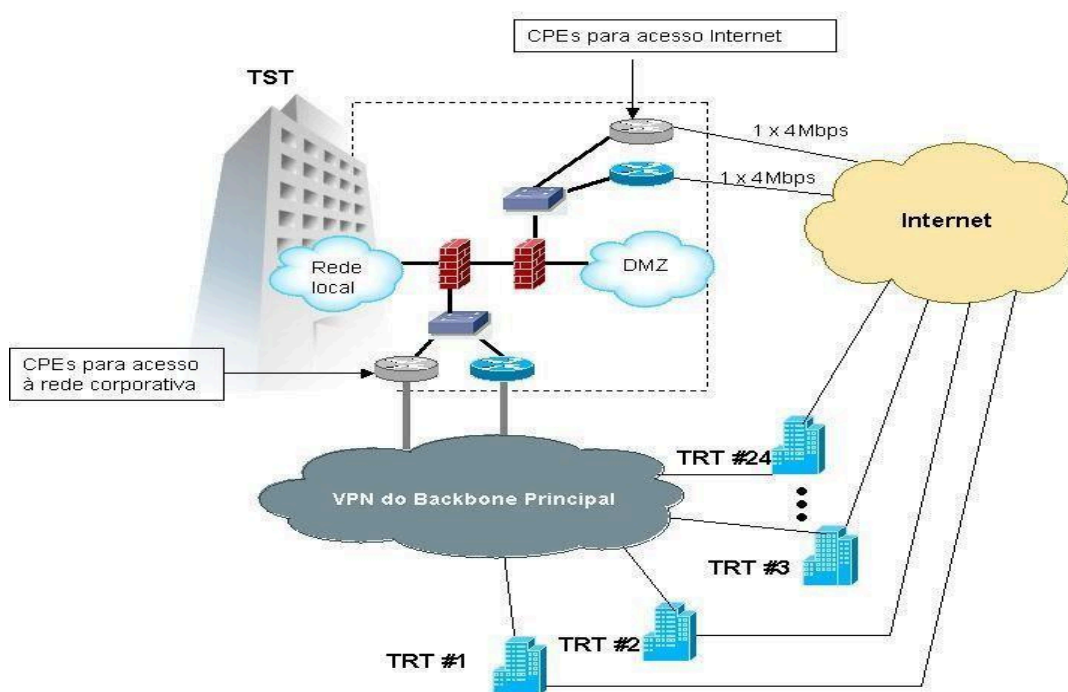 CPEs para acesso Internet
TST
1 x 4Mbps
1 x 4Mbps
Internet
Rede
local
DMZ
CPEs para acesso
à rede corporativa
VPN do Backbone Principal
TRT #24
TRT #3
TRT #2
TRT #1